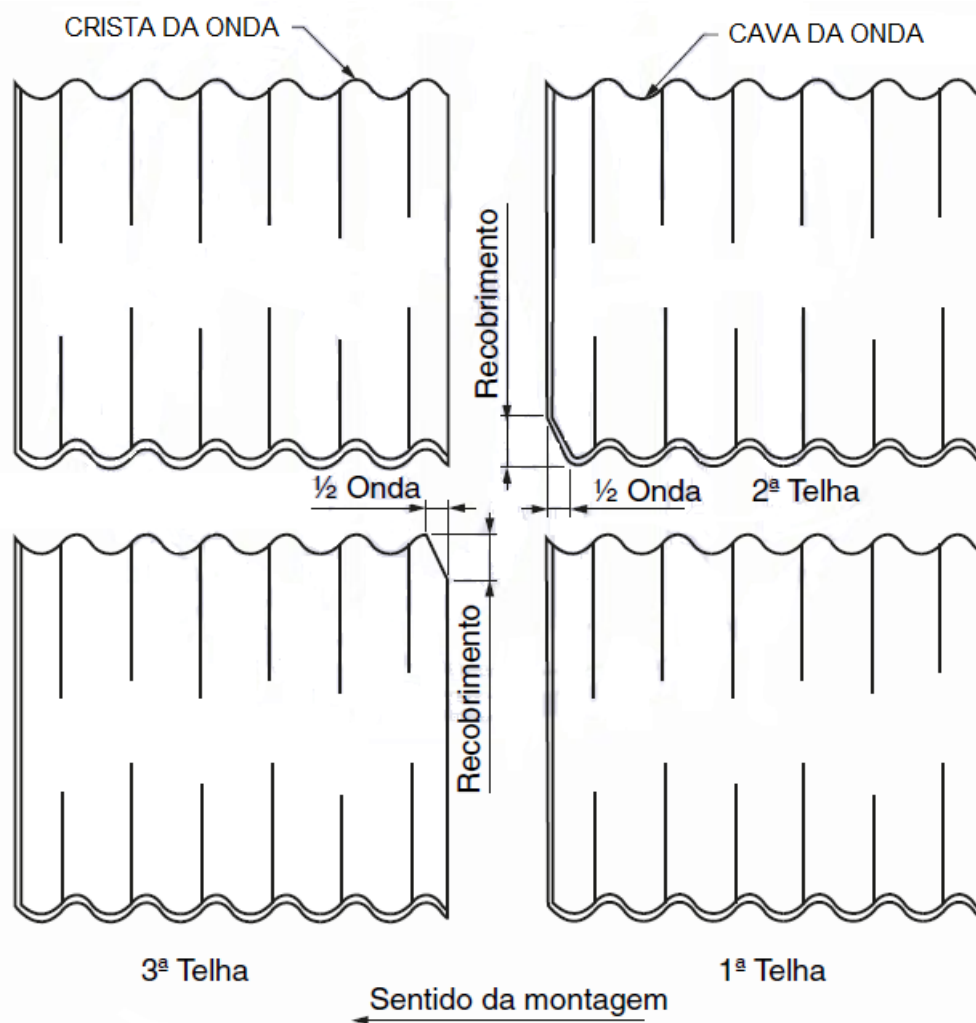 CRISTA DA ONDA
CAVA DA ONDA
Recobrimento
½ Onda
½ Onda
2ª Telha
Recobrimento
3ª Telha
1ª Telha
Sentido da montagem